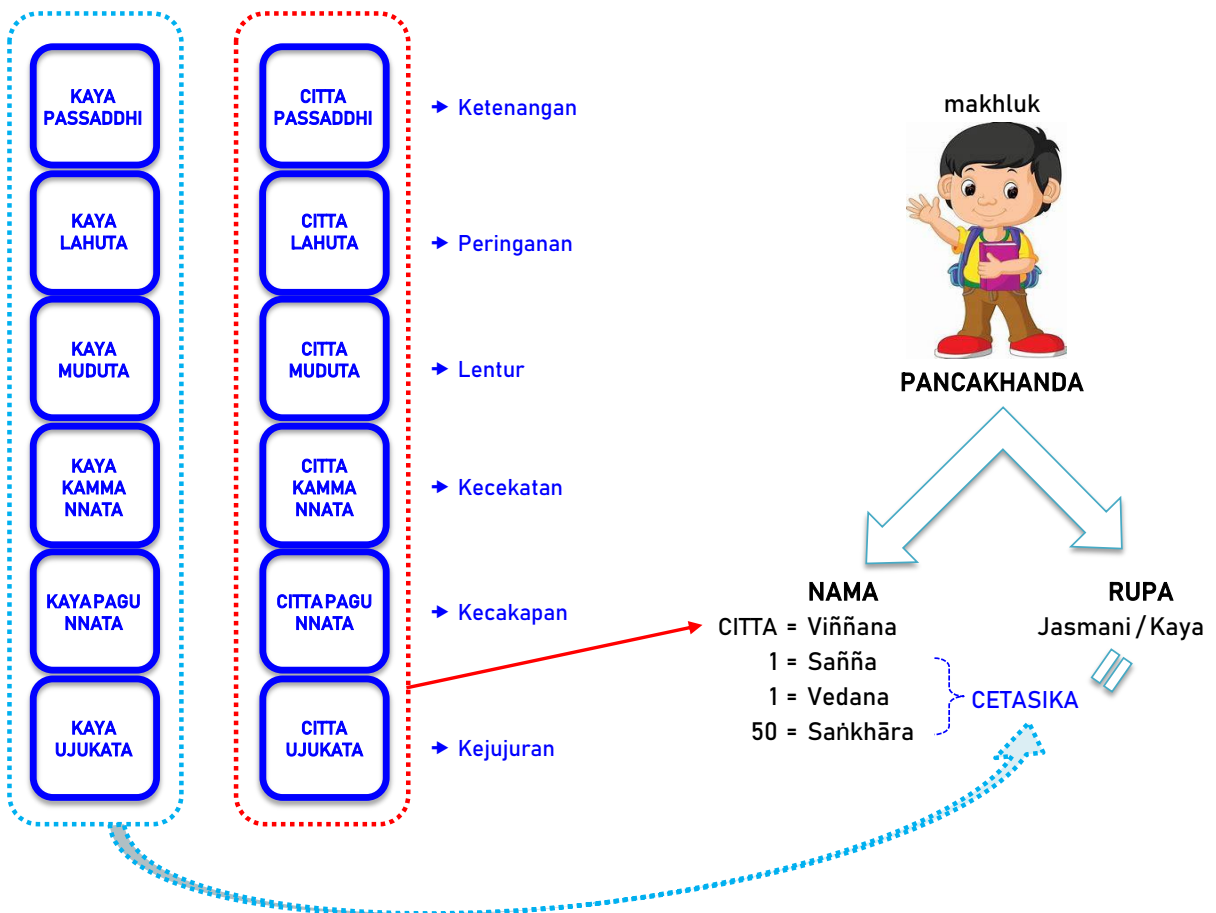 KAYA
PASSADDHI
CITTA
PASSADDHI
➔ Ketenangan
KAYA
LAHUTA
CITTA
LAHUTA
➔ Peringanan
KAYA
MUDUTA
CITTA
MUDUTA
➔ Lentur
KAYA
KAMMA
NNATA
CITTA
KAMMA
NNATA
➔ Kecekatan
KAYA PAGU
NNATA
CITTA PAGU
NNATA
➔ Kecakapan
KAYA
UJUKATA
CITTA
UJUKATA
➔ Kejujuran
makhluk
PANCAKHANDA
NAMA
CITTA = Viññana
1 = Sañña
1 = Vedana
50 = Saṅkhāra
CETASIKA
RUPA
Jasmani / Kaya